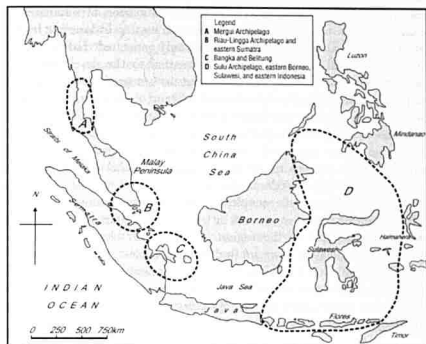 Legend
A Mergui Archipelago
B Riau-Lingga Archipelago and
eastern Sumatra
C Bangka and Belitung
D Sulu Archipelago, eastern Borneo,
Sulawesi, and eastern Indonesia
Luzon
A
South
China
Sea
Mindanao
Straits of Melaka
Malay
Peninsula
N
B
D
Sumatra
Borneo
Halmahera
C
Sulawesi
INDIAN
OCEAN
Java Sea
Java
Flores
Timor
0 250 500 750km